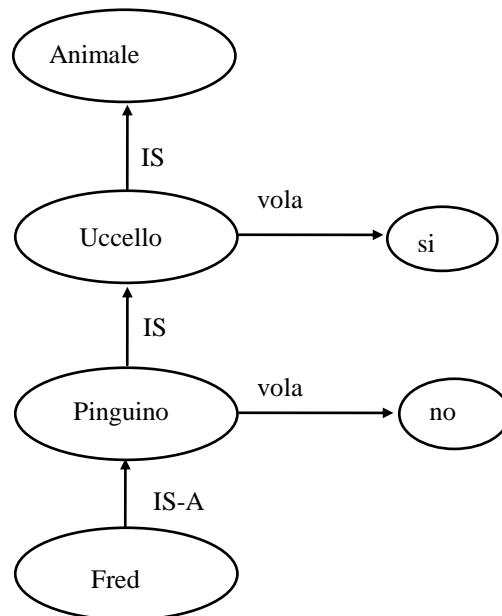 Animale
IS
vola
Uccello
si
IS
vola
Pinguino
no
IS-A
Fred